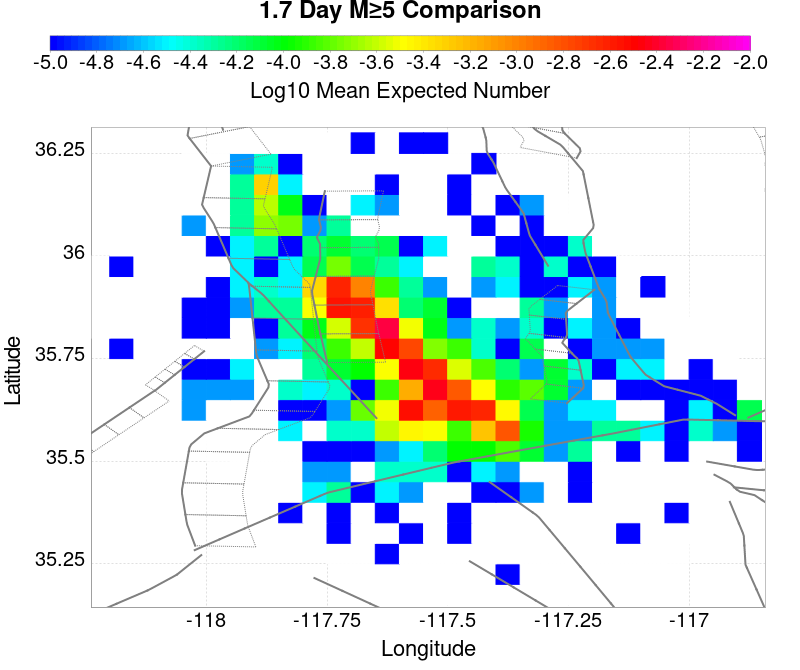 1.7 Day M≥5 Comparison
-5.0 -4.8 -4.6 -4.4 -4.2 -4.0 -3.8 -3.6 -3.4 -3.2 -3.0 -2.8 -2.6 -2.4 -2.2 -2.0
Log10 Mean Expected Number
36.25
36
35.75
35.5
35.25
Latitude
-118 -117.75 -117.5 -117.25 -117
Longitude